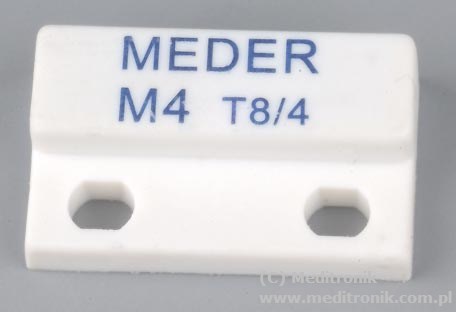 MEDER
M4 T8/4
(C) Meditronik
www.meditronik.com.pl